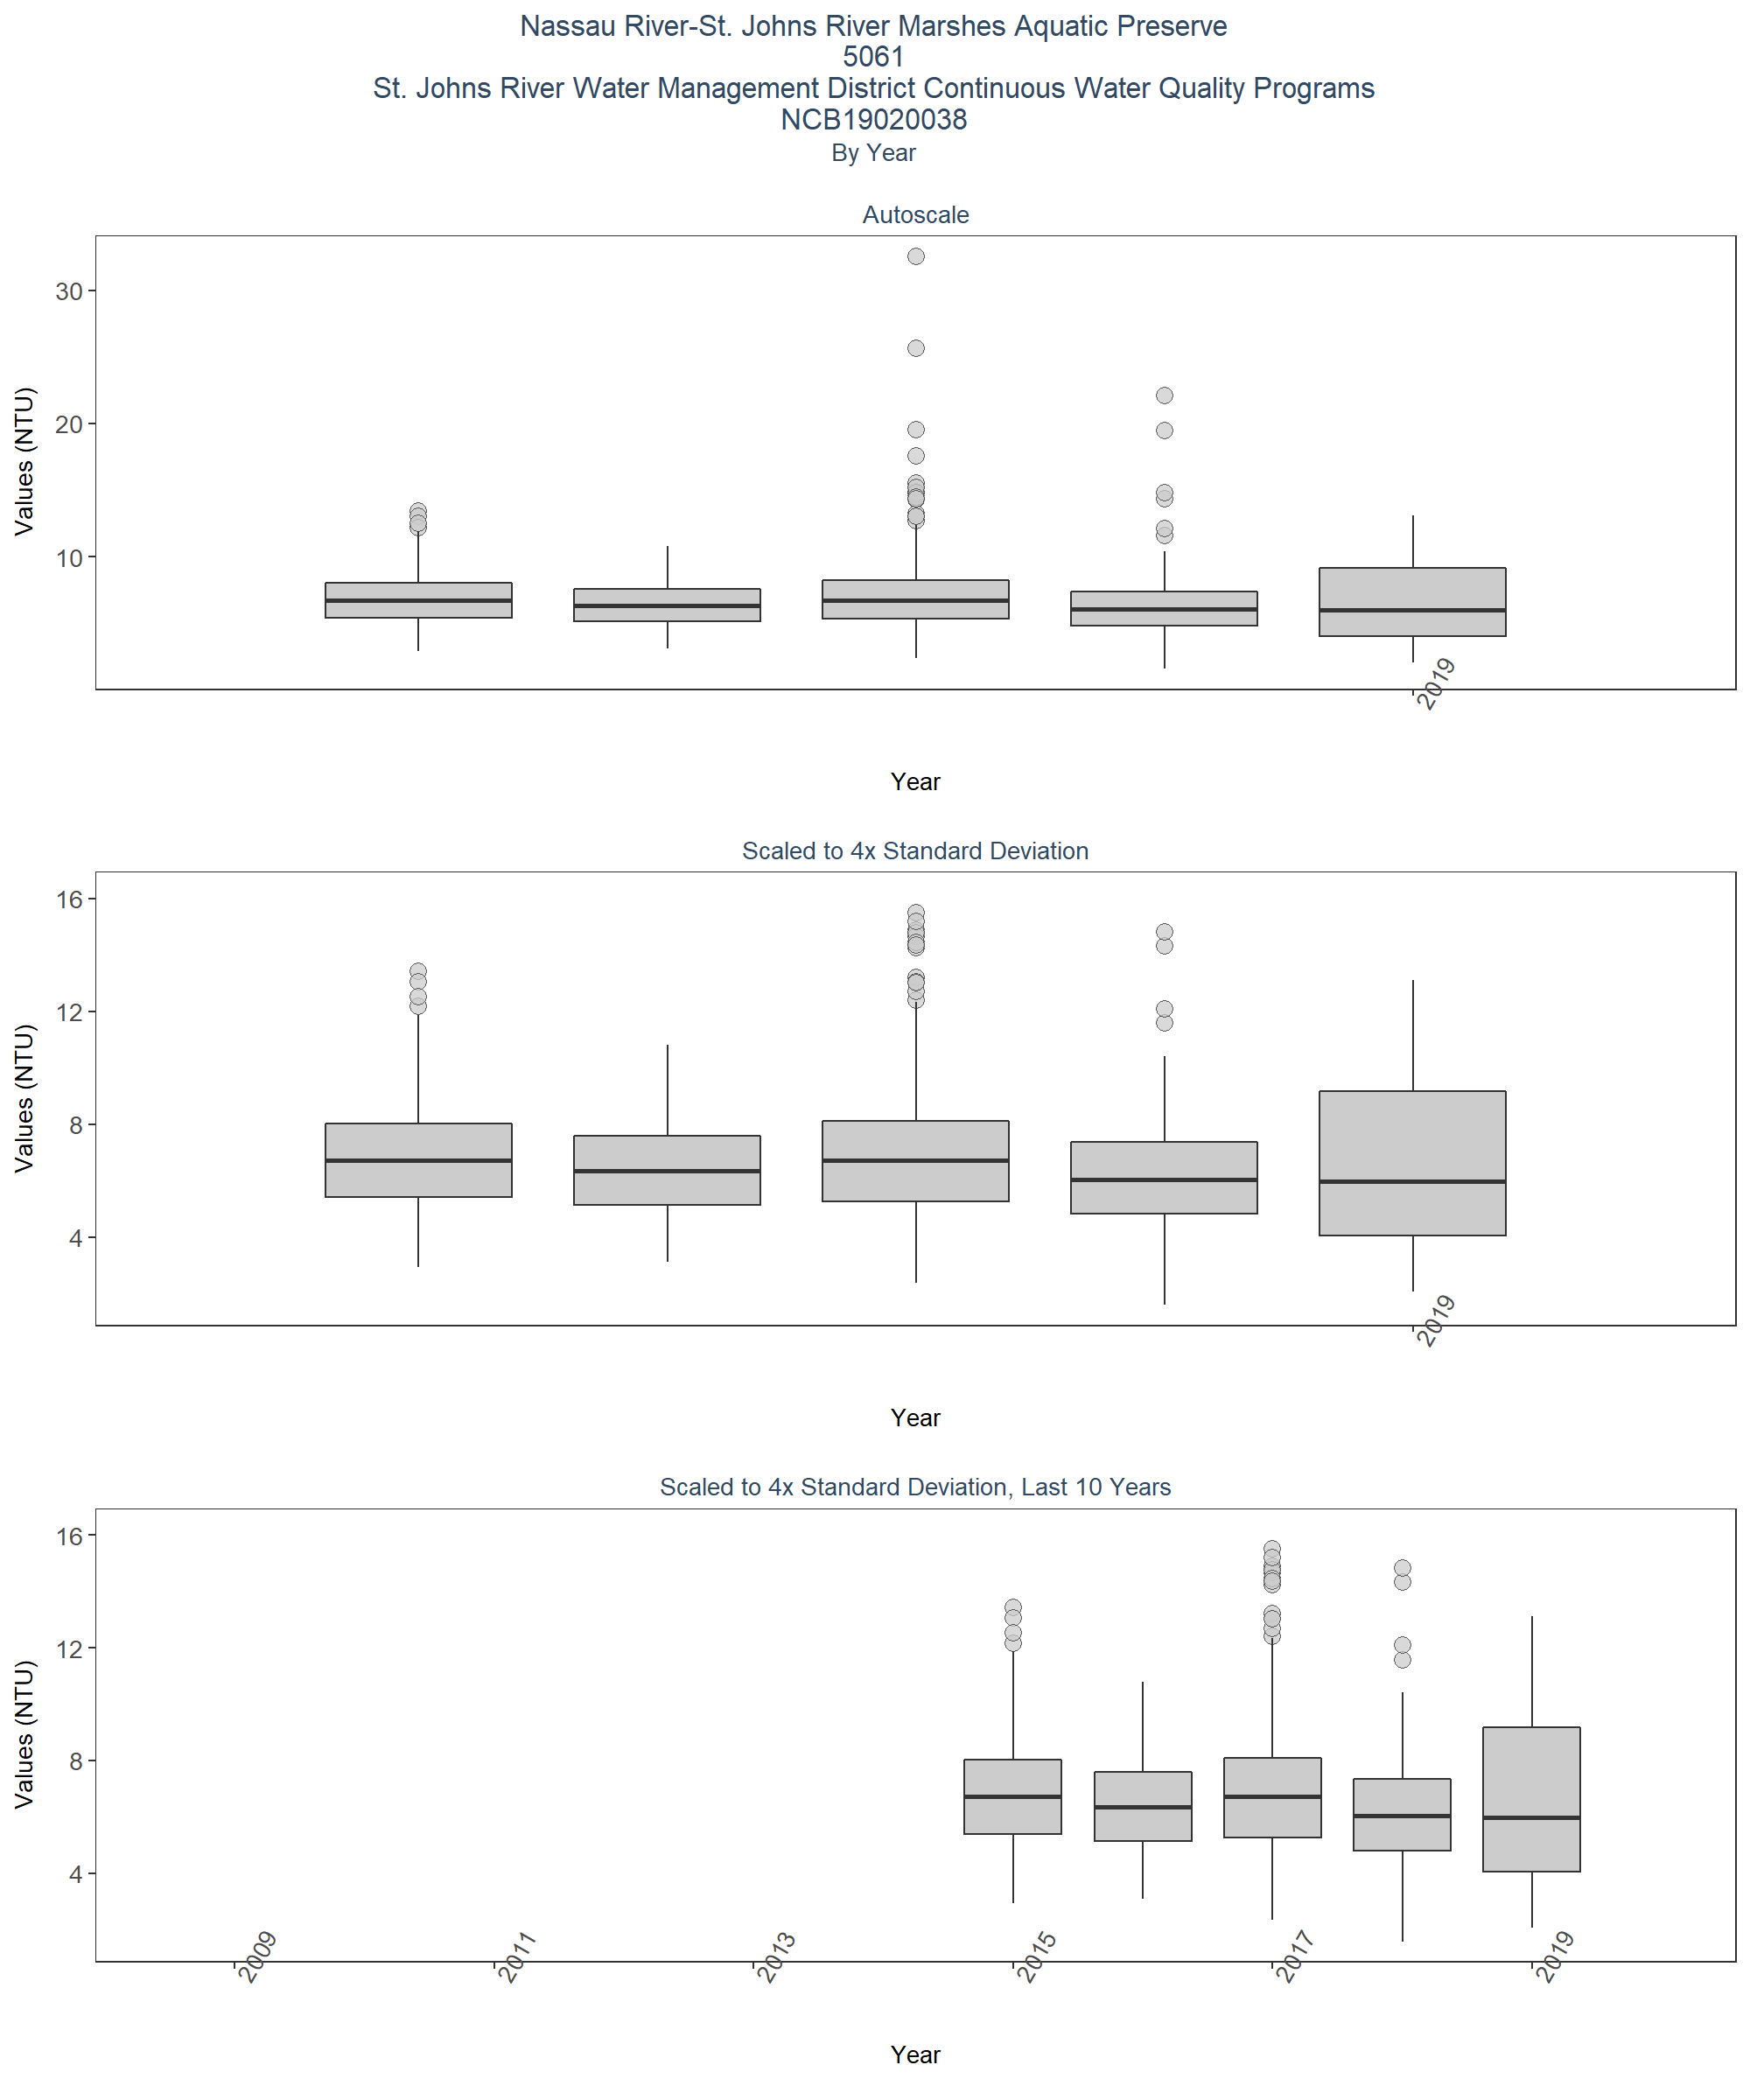 Nassau River-St. Johns River Marshes Aquatic Preserve
5061
St. Johns River Water Management District Continuous Water Quality Programs
NCB19020038
By Year
Autoscale
Values (NTU)
30
20
10
2019
Year
Scaled to 4x Standard Deviation
Values (NTU)
16
12
8
4
2019
Year
Scaled to 4x Standard Deviation, Last 10 Years
Values (NTU)
16
12
8
4
2009
2011
2013
2015
2017
2019
Year